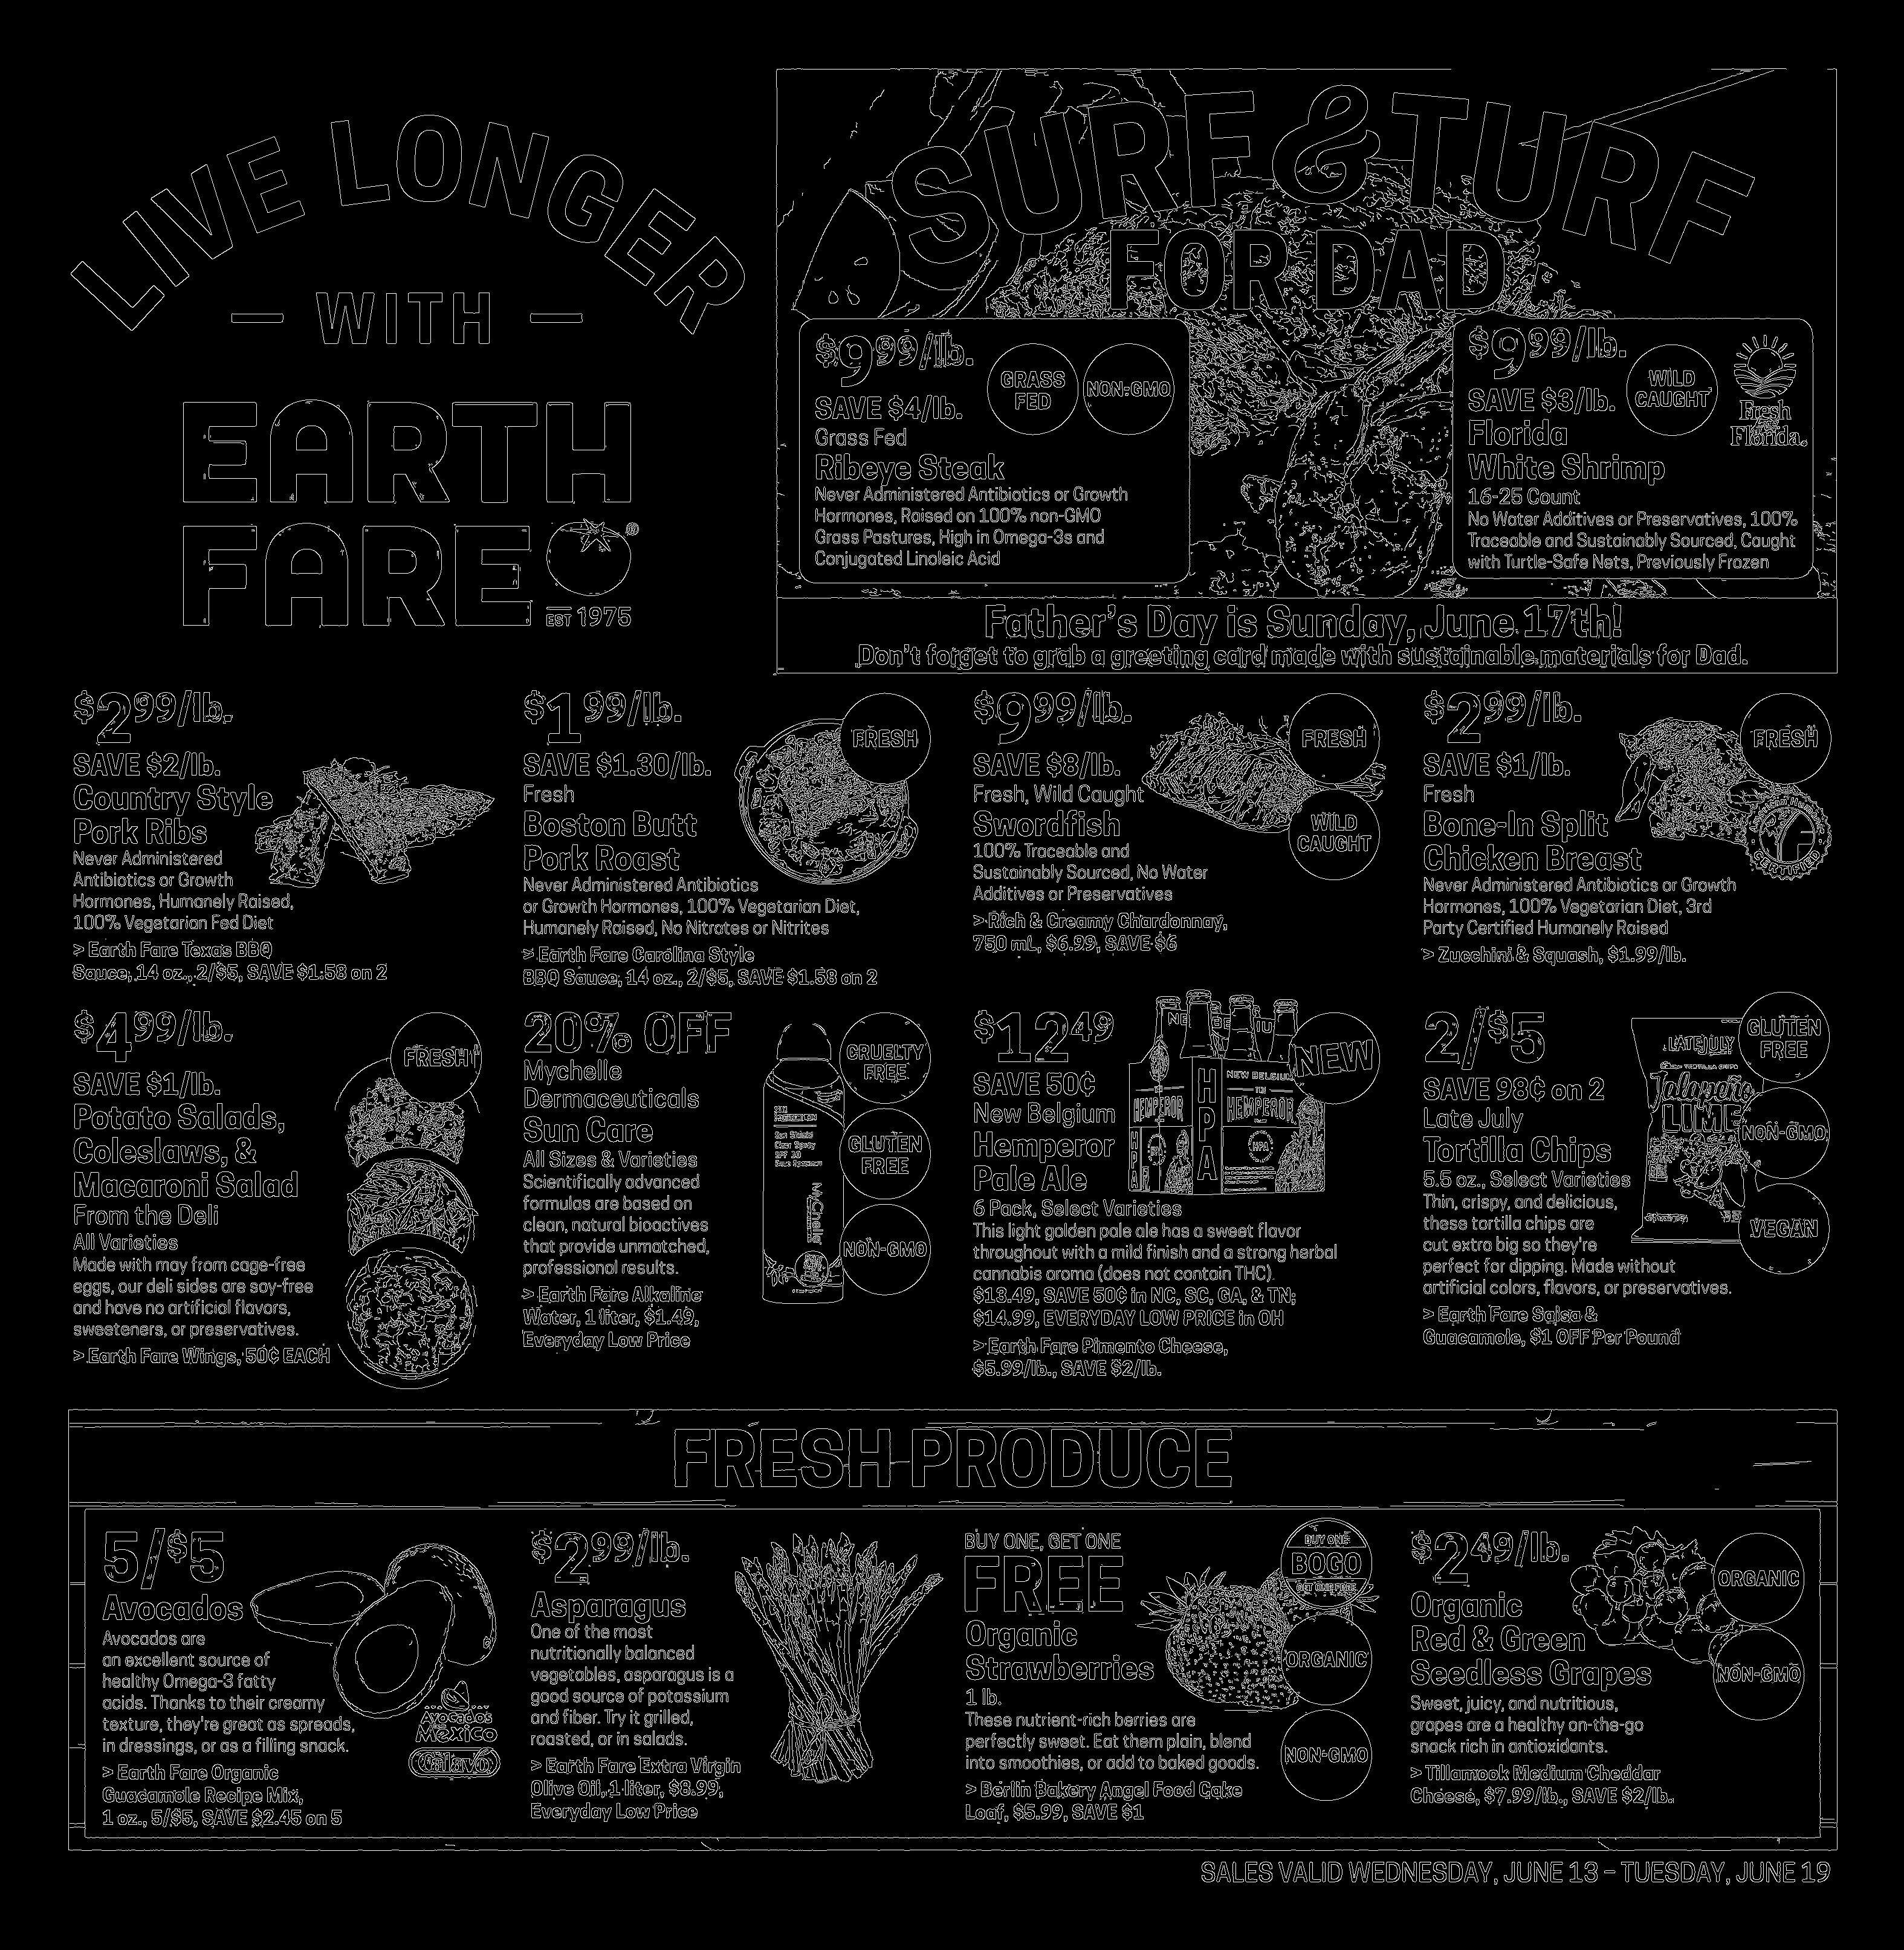 LIVE LONGER
WITH
EARTH
FARE
®
EST 1975
SURF & TURF
FOR DAD
$9.99/lb.
SAVE $4/lb.
Grass Fed
Ribeye Steak
Never Administered Antibiotics or Growth
Hormones, Raised on 100% non-GMO
Grass Pastures, High in Omega-3s and
Conjugated Linoleic Acid
GRASS
FED
NON-GMO
$9.99/lb.
SAVE $3/lb.
Florida
White Shrimp
16-25 Count
No Water Additives or Preservatives, 100%
Traceable and Sustainably Sourced, Caught
with Turtle-Safe Nets, Previously Frozen
WILD
CAUGHT
Fresh
Florida.
Father's Day is Sunday, June 17th!
Don't forget to grab a greeting card made with sustainable materials for Dad.
$2.99/lb.
SAVE $2/lb.
Country Style
Pork Ribs
Never Administered
Antibiotics or Growth
Hormones, Humanely Raised,
100% Vegetarian Fed Diet
> Earth Fare Texas BBQ
Sauce, 14 oz., 2/$5, SAVE $1.58 on 2
$1.99/lb.
SAVE $1.30/lb.
Fresh
Boston Butt
Pork Roast
Never Administered Antibiotics
or Growth Hormones, 100% Vegetarian Diet,
Humanely Raised, No Nitrates or Nitrites
> Earth Fare Carolina Style
BBQ Sauce, 14 oz., 2/$5, SAVE $1.58 on 2
FRESH
$9.99/lb.
SAVE $8/lb.
Fresh, Wild Caught
Swordfish
100% Traceable and
Sustainably Sourced, No Water
Additives or Preservatives
> Rich & Creamy Chardonnay,
750 mL, $6.99, SAVE $6
FRESH
WILD
CAUGHT
$2.99/lb.
SAVE $1/lb.
Fresh
Bone-In Split
Chicken Breast
Never Administered Antibiotics or Growth
Hormones, 100% Vegetarian Diet, 3rd
Party Certified Humanely Raised
> Zucchini & Squash, $1.99/lb.
FRESH
CERTIFIED
$4.99/lb.
SAVE $1/lb.
Potato Salads,
Coleslaws, &
Macaroni Salad
From the Deli
All Varieties
Made with may from cage-free
eggs, our deli sides are soy-free
and have no artificial flavors,
sweeteners, or preservatives.
> Earth Fare Wings, 50¢ EACH
FRESH
20% OFF
Mychelle
Dermaceuticals
Sun Care
All Sizes & Varieties
Scientifically advanced
formulas are based on
clean, natural bioactives
that provide unmatched,
professional results.
> Earth Fare Alkaline
Water, 1 liter, $1.49,
Everyday Low Price
Sun Shield
Clear Spray
MyChelle
CRUELTY
FREE
GLUTEN
FREE
NON-GMO
$12.49
SAVE 50¢
New Belgium
Hemperor
Pale Ale
6 Pack, Select Varieties
This light golden pale ale has a sweet flavor
throughout with a mild finish and a strong herbal
cannabis aroma (does not contain THC).
$13.49, SAVE 50¢ in NC, SC, GA, & TN;
$14.99, EVERYDAY LOW PRICE in OH
> Earth Fare Pimento Cheese,
$5.99/lb., SAVE $2/lb.
NEW BELGIUM
HEMPEROR
HPA
NEW BELGIUM
HEMPEROR
HPA
HPA
NEW
2/$5
SAVE 98¢ on 2
Late July
Tortilla Chips
5.5 oz., Select Varieties
Thin, crispy, and delicious,
these tortilla chips are
cut extra big so they're
perfect for dipping. Made without
artificial colors, flavors, or preservatives.
> Earth Fare Salsa &
Guacamole, $1 OFF Per Pound
LATE JULY
Jalapeño
LIME
GLUTEN
FREE
NON-GMO
VEGAN
FRESH PRODUCE
5/$5
Avocados
Avocados are
an excellent source of
healthy Omega-3 fatty
acids. Thanks to their creamy
texture, they're great as spreads,
in dressings, or as a filling snack.
> Earth Fare Organic
Guacamole Recipe Mix,
1 oz., 5/$5, SAVE $2.45 on 5
Avocados
Mexico
Calavo
$2.99/lb.
Asparagus
One of the most
nutritionally balanced
vegetables, asparagus is a
good source of potassium
and fiber. Try it grilled,
roasted, or in salads.
> Earth Fare Extra Virgin
Olive Oil, 1 liter, $8.99,
Everyday Low Price
BUY ONE, GET ONE
FREE
Organic
Strawberries
1 lb.
These nutrient-rich berries are
perfectly sweet. Eat them plain, blend
into smoothies, or add to baked goods.
> Berlin Bakery Angel Food Cake
Loaf, $5.99, SAVE $1
BUY ONE
BOGO
GET ONE FREE
ORGANIC
NON-GMO
$2.49/lb.
Organic
Red & Green
Seedless Grapes
Sweet, juicy, and nutritious,
grapes are a healthy on-the-go
snack rich in antioxidants.
> Tillamook Medium Cheddar
Cheese, $7.99/lb., SAVE $2/lb.
ORGANIC
NON-GMO
SALES VALID WEDNESDAY, JUNE 13 – TUESDAY, JUNE 19